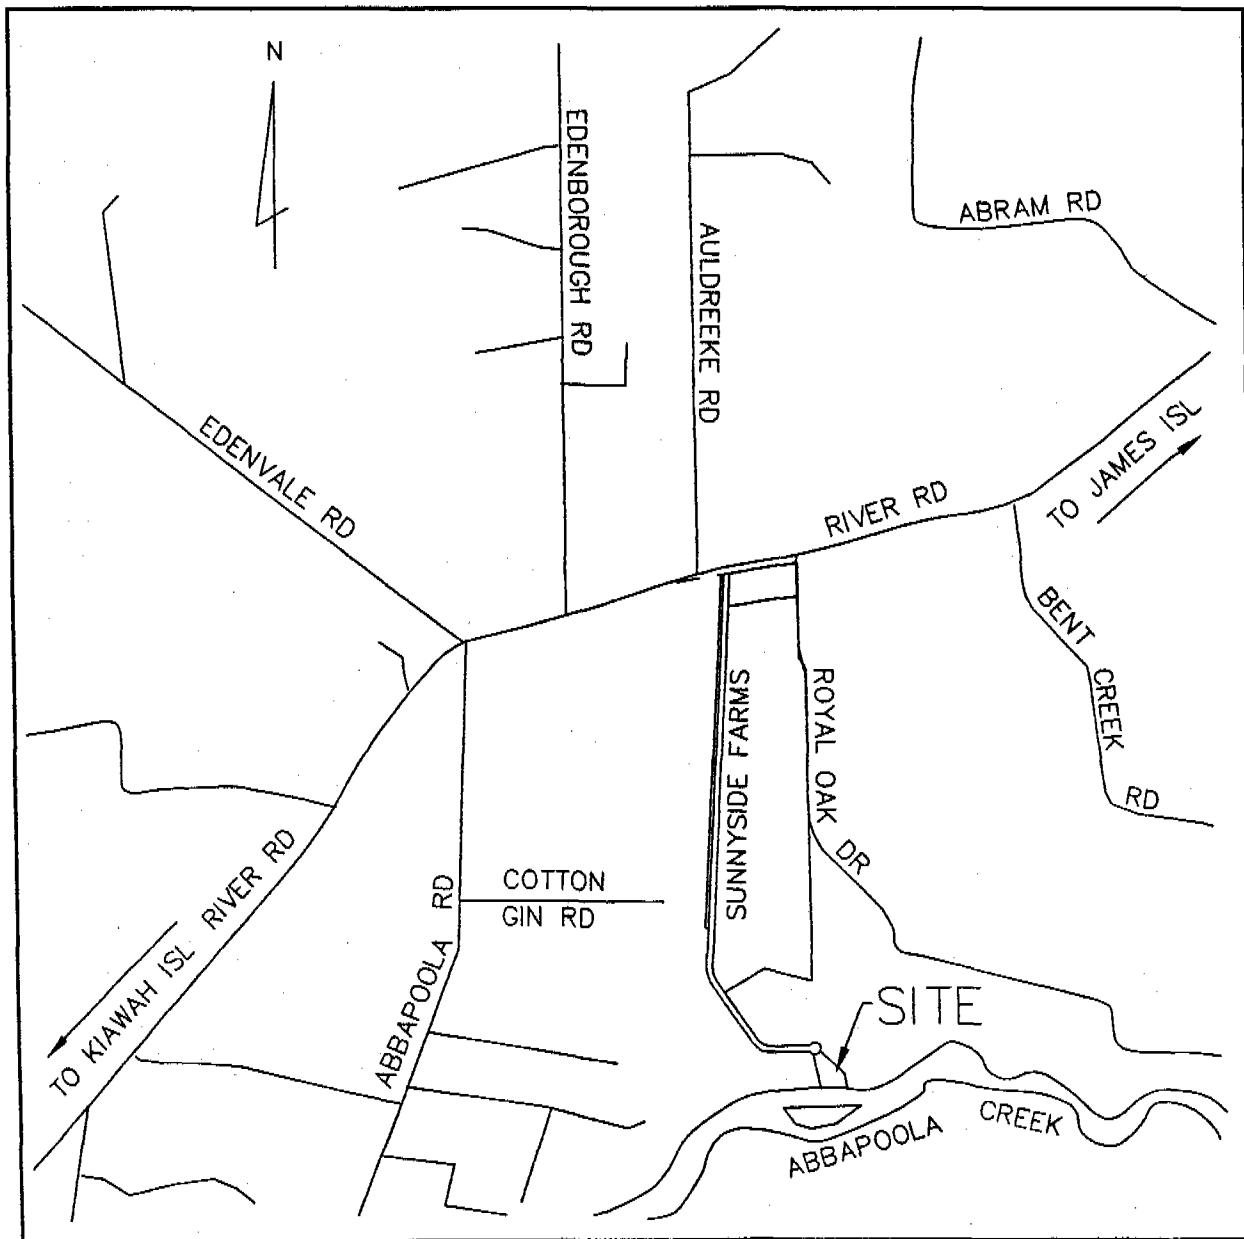 N
EDENBOROUGH RD
AULDREEKE RD
ABRAM RD
EDENVALE RD
RIVER RD
TO JAMES ISL
BENT CREEK RD
SUNNYSIDE FARMS
ROYAL OAK DR
RIVER RD
TO KIAWAH ISL
ABBAPOOLA RD
COTTON
GIN RD
SITE
ABBAPOOLA CREEK